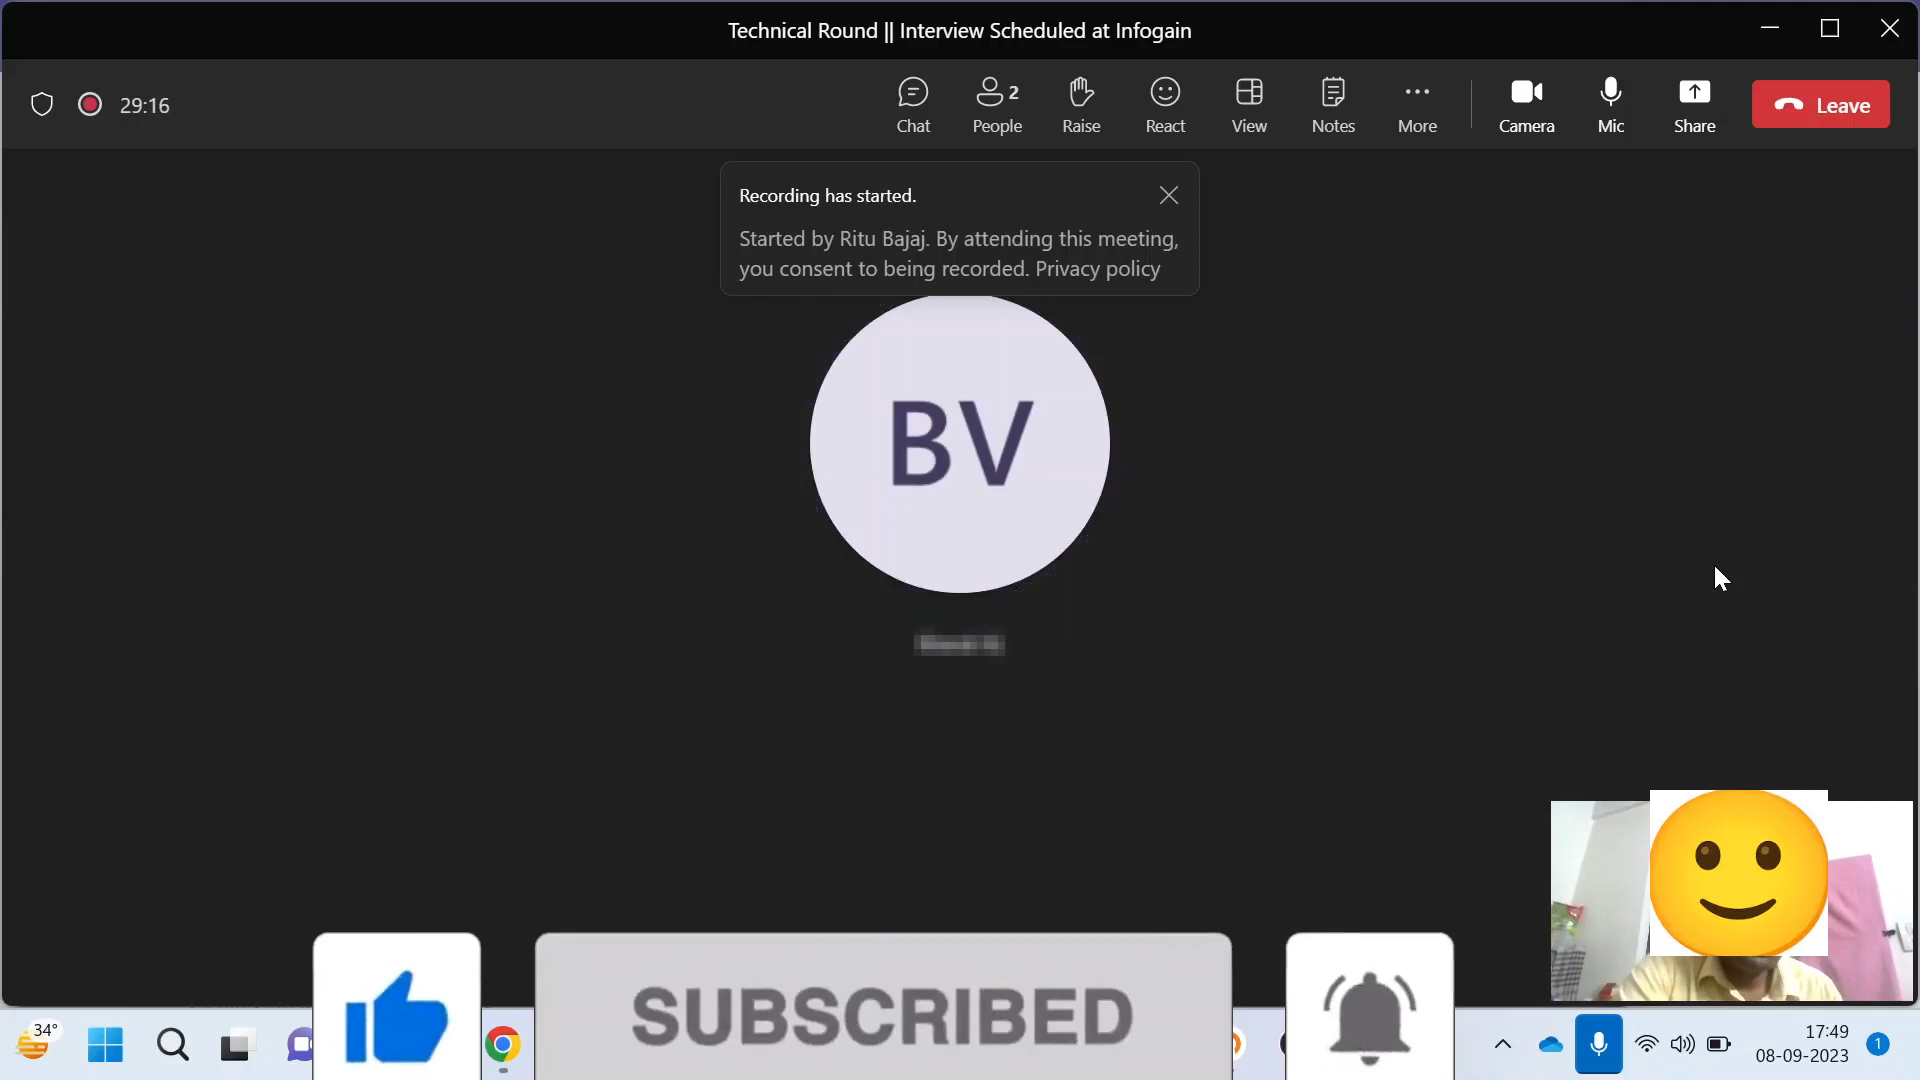 Technical Round || Interview Scheduled at Infogain
29:16
Chat
People
2
Raise
React
View
Notes
More
Camera
Mic
Share
Leave
Recording has started.
Started by Ritu Bajaj. By attending this meeting,
you consent to being recorded. Privacy policy
BV
SUBSCRIBED
34°
17:49
08-09-2023
1